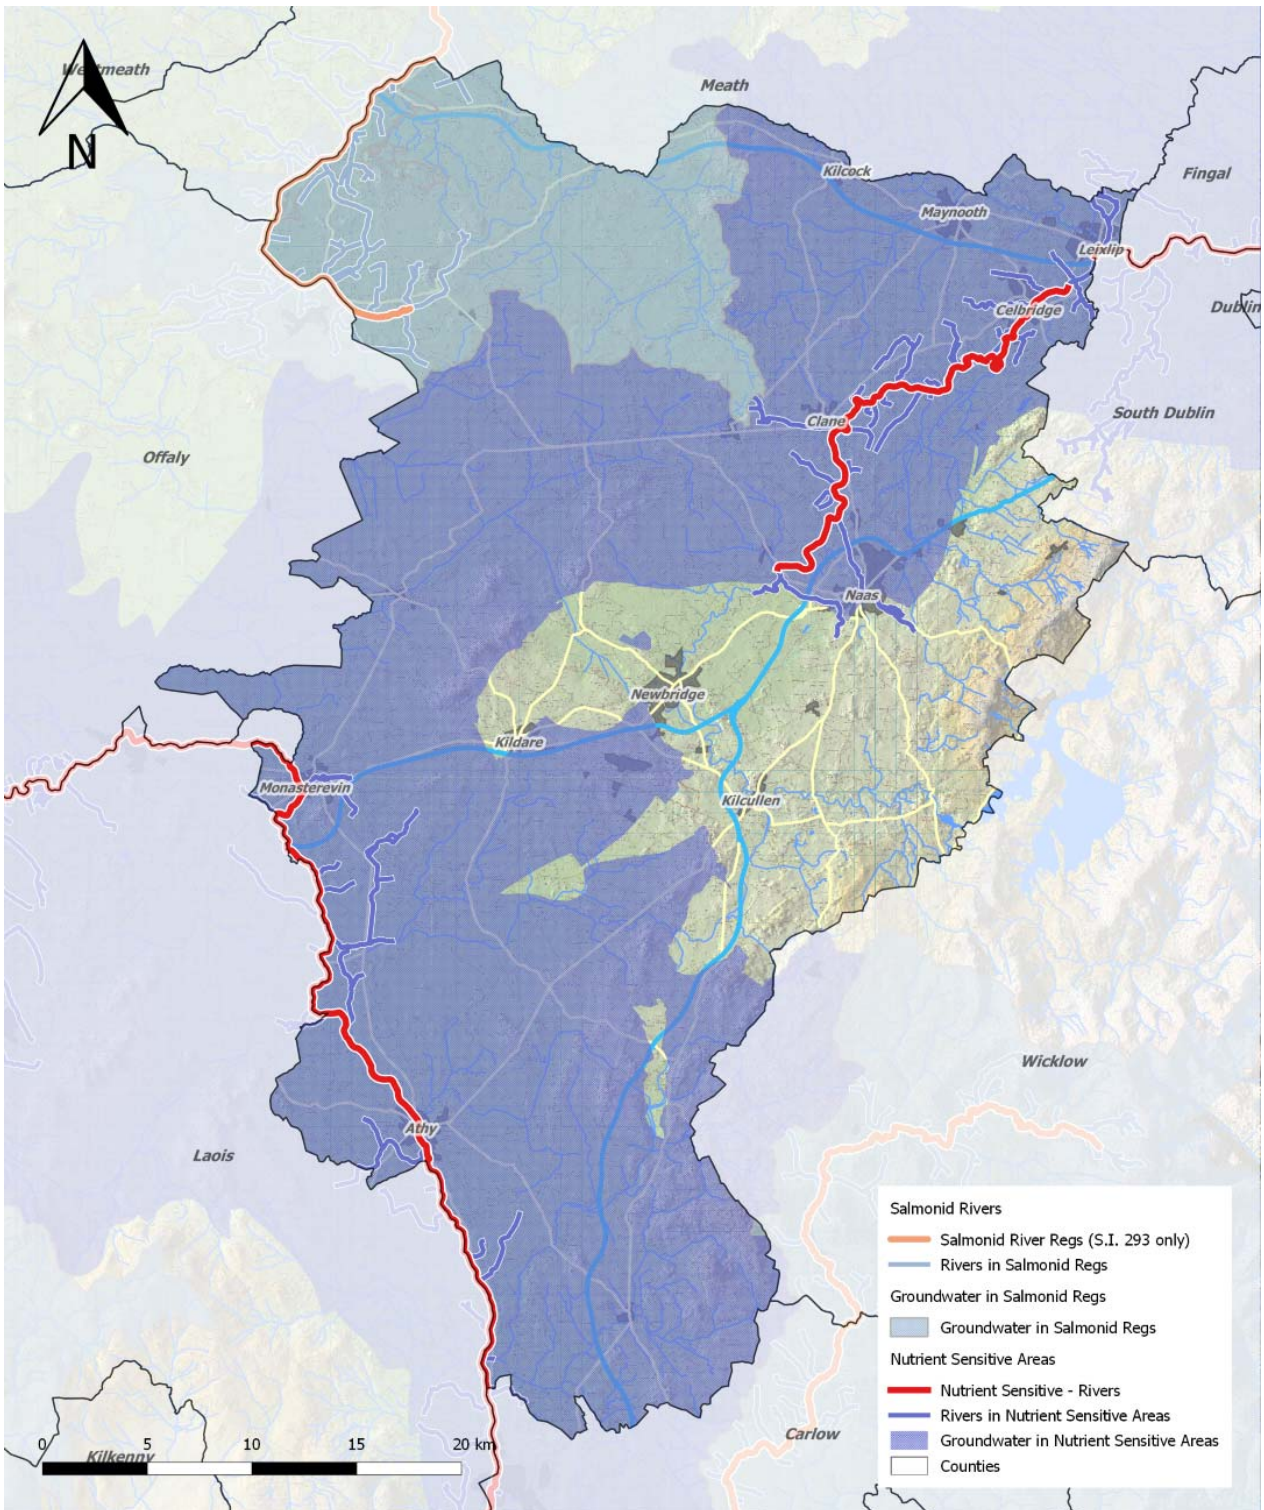 Westmeath
Meath
N
Fingal
Kilcock
Maynooth
Leixlip
Dublin
Celbridge
South Dublin
Clane
Offaly
Naas
Newbridge
Kildare
Monasterevin
Kilcullen
Wicklow
Athy
Laois
Salmonid Rivers
Salmonid River Regs (S.I. 293 only)
Rivers in Salmonid Regs
Groundwater in Salmonid Regs
Groundwater in Salmonid Regs
Nutrient Sensitive Areas
Nutrient Sensitive - Rivers
Rivers in Nutrient Sensitive Areas
Groundwater in Nutrient Sensitive Areas
Counties
Carlow
0 5 10 15 20 km
Kilkenny